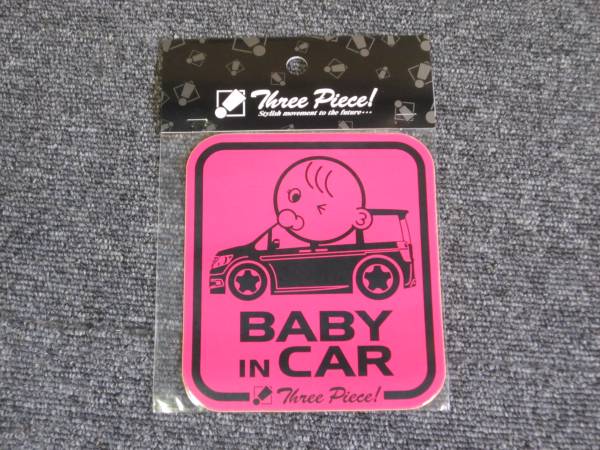 Three Piece!
Stylish movement to the future・・・
BABY
IN CAR
Three Piece!